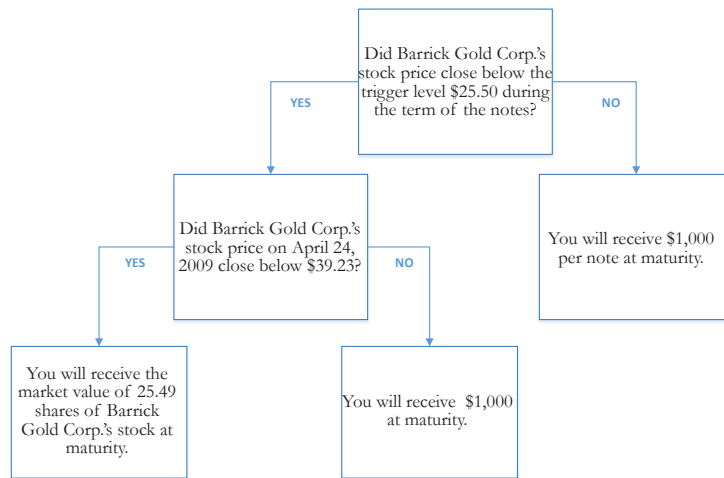 Did Barrick Gold Corp.'s
stock price close below the
trigger level $25.50 during
the term of the notes?
YES
NO
Did Barrick Gold Corp.'s
stock price on April 24,
2009 close below $39.23?
You will receive $1,000
per note at maturity.
YES
NO
You will receive the
market value of 25.49
shares of Barrick
Gold Corp.'s stock at
maturity.
You will receive $1,000
at maturity.